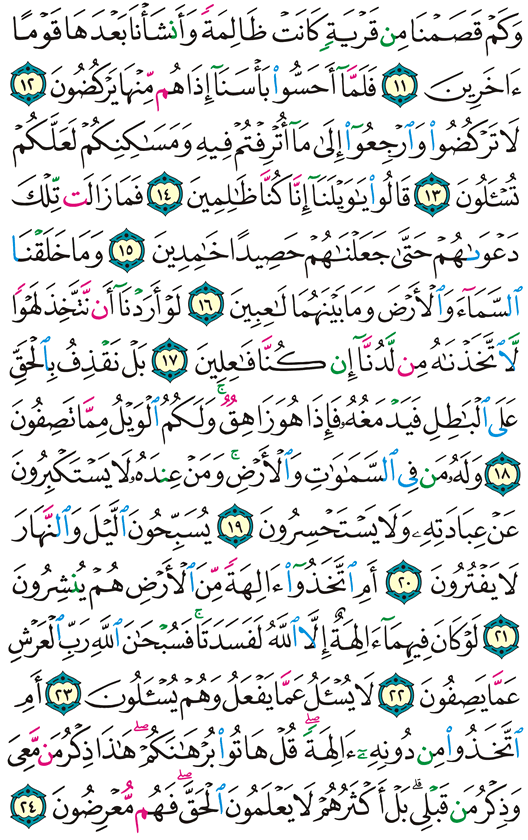 وَكَمْ قَصَمْنَا مِن قَرْيَةٍ كَانَتْ ظَالِمَةً وَأَنشَأْنَا بَعْدَهَا قَوْمًا
ءَاخَرِينَ ١١ فَلَمَّآ أَحَسُّوا۟ بَأْسَنَآ إِذَا هُم مِّنْهَا يَرْكُضُونَ ١٢
لَا تَرْكُضُوا۟ وَٱرْجِعُوٓا۟ إِلَىٰ مَآ أُتْرِفْتُمْ فِيهِ وَمَسَٰكِنِكُمْ لَعَلَّكُمْ
تُسْـَٔلُونَ ١٣ قَالُوا۟ يَٰوَيْلَنَآ إِنَّا كُنَّا ظَٰلِمِينَ ١٤ فَمَا زَالَت تِّلْكَ
دَعْوَىٰهُمْ حَتَّىٰ جَعَلْنَٰهُمْ حَصِيدًا خَٰمِدِينَ ١٥ وَمَا خَلَقْنَا
ٱلسَّمَآءَ وَٱلْأَرْضَ وَمَا بَيْنَهُمَا لَٰعِبِينَ ١٦ لَوْ أَرَدْنَآ أَن نَّتَّخِذَ لَهْوًا
لَّٱتَّخَذْنَٰهُ مِن لَّدُنَّآ إِن كُنَّا فَٰعِلِينَ ١٧ بَلْ نَقْذِفُ بِٱلْحَقِّ
عَلَى ٱلْبَٰطِلِ فَيَدْمَغُهُۥ فَإِذَا هُوَ زَاهِقٌ ۚ وَلَكُمُ ٱلْوَيْلُ مِمَّا تَصِفُونَ
١٨ وَلَهُۥ مَن فِى ٱلسَّمَٰوَٰتِ وَٱلْأَرْضِ ۚ وَمَنْ عِندَهُۥ لَا يَسْتَكْبِرُونَ
عَنْ عِبَادَتِهِۦ وَلَا يَسْتَحْسِرُونَ ١٩ يُسَبِّحُونَ ٱلَّيْلَ وَٱلنَّهَارَ
لَا يَفْتُرُونَ ٢٠ أَمِ ٱتَّخَذُوٓا۟ ءَالِهَةً مِّنَ ٱلْأَرْضِ هُمْ يُنشِرُونَ
٢١ لَوْ كَانَ فِيهِمَآ ءَالِهَةٌ إِلَّا ٱللَّهُ لَفَسَدَتَا ۚ فَسُبْحَٰنَ ٱللَّهِ رَبِّ ٱلْعَرْشِ
عَمَّا يَصِفُونَ ٢٢ لَا يُسْـَٔلُ عَمَّا يَفْعَلُ وَهُمْ يُسْـَٔلُونَ ٢٣ أَمِ
ٱتَّخَذُوا۟ مِن دُونِهِۦٓ ءَالِهَةً ۖ قُلْ هَاتُوا۟ بُرْهَٰنَكُمْ ۖ هَٰذَا ذِكْرُ مَن مَّعِىَ
وَذِكْرُ مَن قَبْلِى ۗ بَلْ أَكْثَرُهُمْ لَا يَعْلَمُونَ ٱلْحَقَّ ۖ فَهُم مُّعْرِضُونَ ٢٤